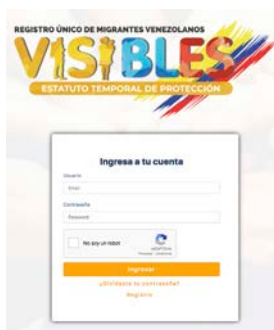 REGISTRO ÚNICO DE MIGRANTES VENEZOLANOS
VISIBLES
ESTATUTO TEMPORAL DE PROTECCIÓN
Ingresa a tu cuenta
Usuario
Email
Contraseña
Password
No soy un robot
reCAPTCHA
Ingresar
¿Olvidaste tu contraseña?
Registro